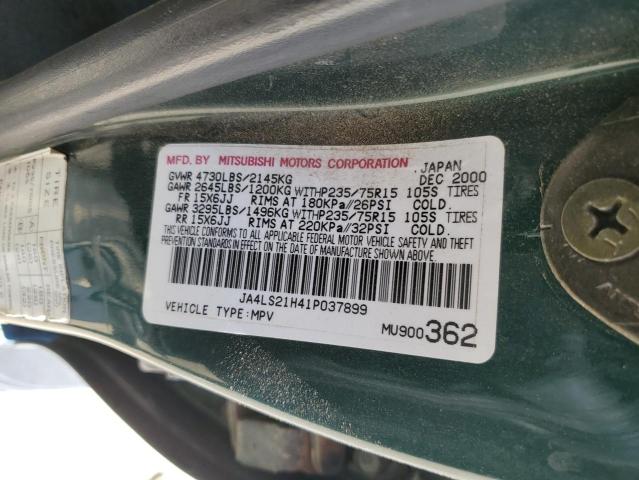 MFD. BY MITSUBISHI MOTORS CORPORATION JAPAN
GVWR 4730LBS/2145KG DEC 2000
GAWR 2645LBS/1200KG WITHP235/75R15 105S TIRES
FR 15X6JJ RIMS AT 180KPA//26PSI COLD.
GAWR 3295LBS/1496KG WITHP235/75R15 105S TIRES
RR 15X6JJ RIMS AT 220KPA//32PSI COLD.
THIS VEHICLE CONFORMS TO ALL APPLICABLE FEDERAL MOTOR VEHICLE SAFETY AND THEFT
PREVENTION STANDARDS IN EFFECT ON THE DATE OF MANUFACTURE SHOWN ABOVE.
JA4LS21H41P037899
VEHICLE TYPE:MPV MU900362
TIRE
SIZE